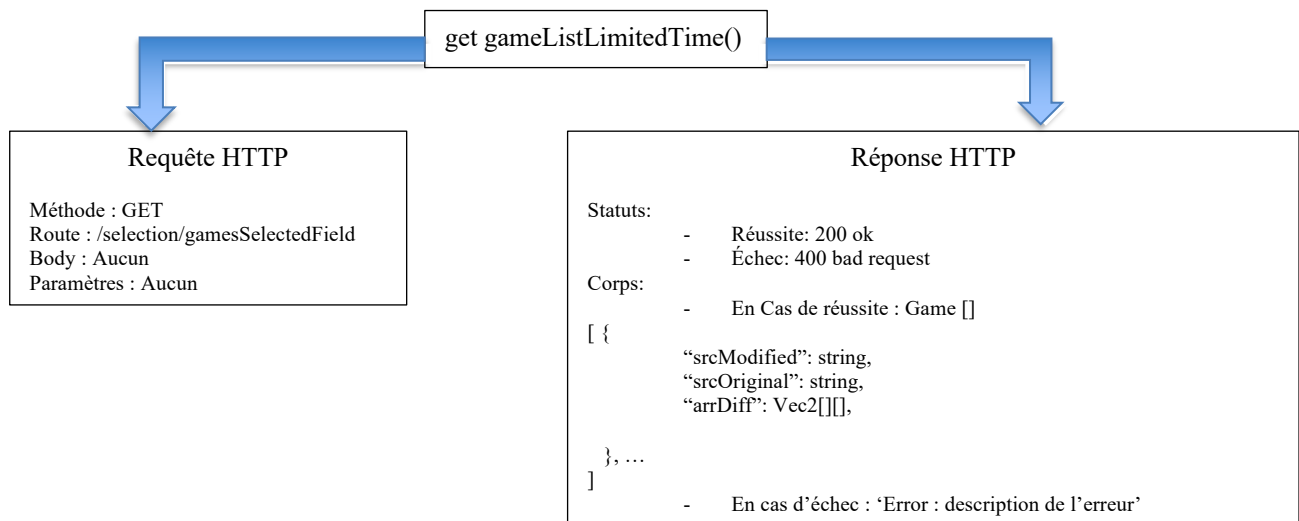 get gameListLimitedTime()
Requête HTTP
Méthode : GET
Route : /selection/gamesSelectedField
Body : Aucun
Paramètres : Aucun
Réponse HTTP
Statuts:
- Réussite: 200 ok
- Échec: 400 bad request
Corps:
- En Cas de réussite : Game []
[ {
“srcModified”: string,
“srcOriginal”: string,
“arrDiff”: Vec2[][],
}, …
]
- En cas d’échec : ‘Error : description de l’erreur’